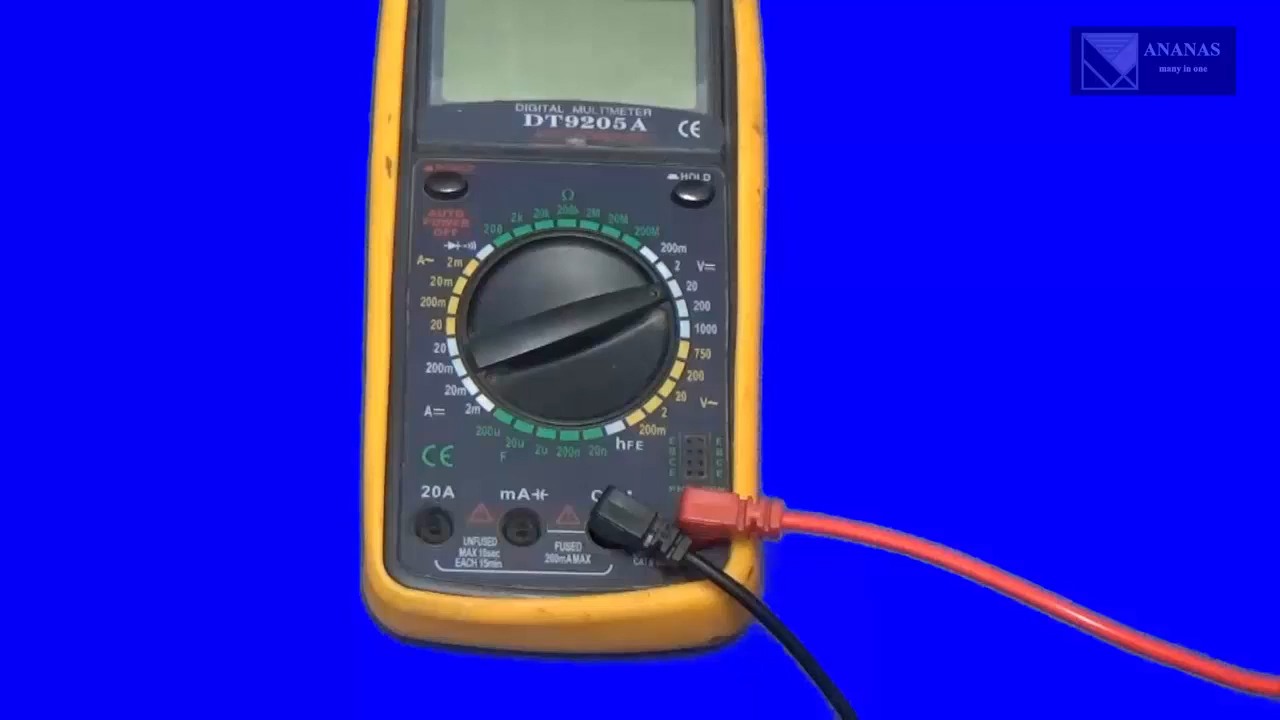 ANANAS
many in one
DIGITAL MULTIMETER
DT9205A
CE
HOLD
AUTO
POWER
OFF
Ω
200 2k 20k 200k 2M 20M 200M
A~ 2m
20m
200m
20
20
200m
20m
A⎓ 2m
200m
2 V⎓
20
200
1000
750
200
20 V~
2
200m
hFE
200u 20u 2u 200n 20n
F
CE
E B C E
E B C E
20A mA
UNFUSED
MAX 10sec
EACH 15min
FUSED
200mA MAX